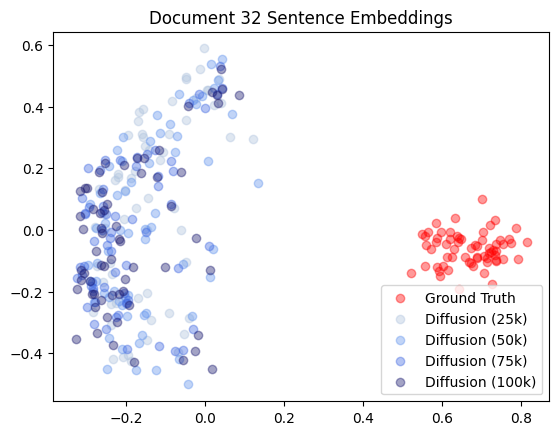 Document 32 Sentence Embeddings
0.6
0.4
0.2
0.0
−0.2
−0.4
−0.2
0.0
0.2
0.4
0.6
0.8
Ground Truth
Diffusion (25k)
Diffusion (50k)
Diffusion (75k)
Diffusion (100k)